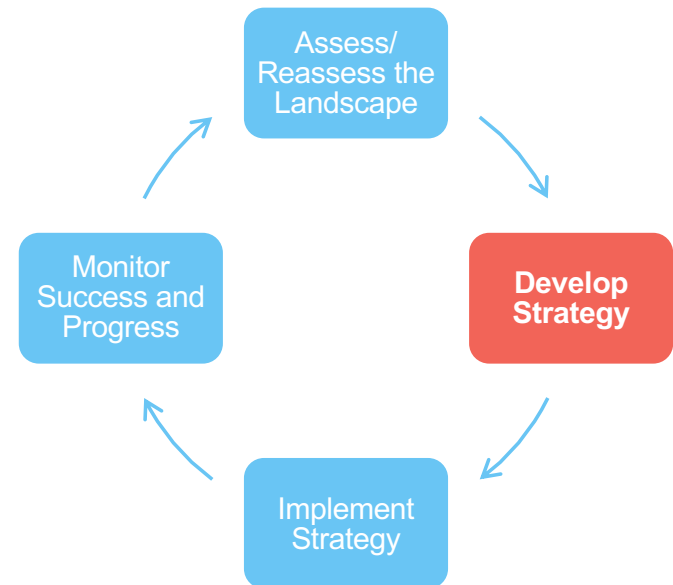 Assess/
Reassess the
Landscape
Develop
Strategy
Implement
Strategy
Monitor
Success and
Progress